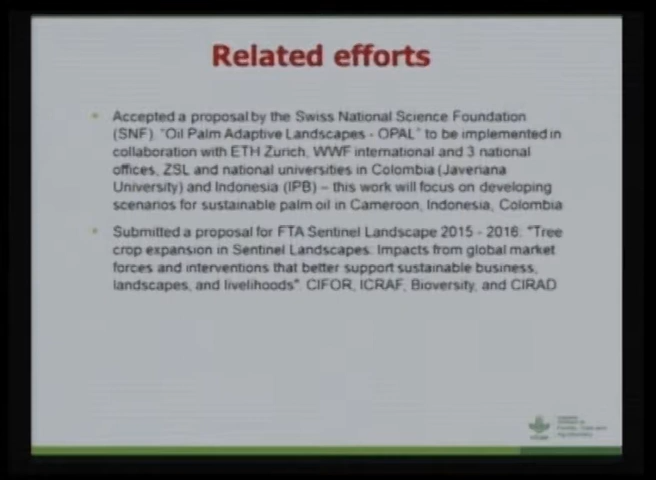 Related efforts
Accepted a proposal by the Swiss National Science Foundation
(SNF) "Oil Palm Adaptive Landscapes - OPAL" to be implemented in
collaboration with ETH Zurich, WWF international and 3 national
offices, ZSL and national universities in Colombia (Javeriana
University) and Indonesia (IPB) – this work will focus on developing
scenarios for sustainable palm oil in Cameroon, Indonesia, Colombia
Submitted a proposal for FTA Sentinel Landscape 2015 - 2016: "Tree
crop expansion in Sentinel Landscapes: Impacts from global market
forces and interventions that better support sustainable business,
landscapes, and livelihoods". CIFOR, ICRAF, Bioversity, and CIRAD